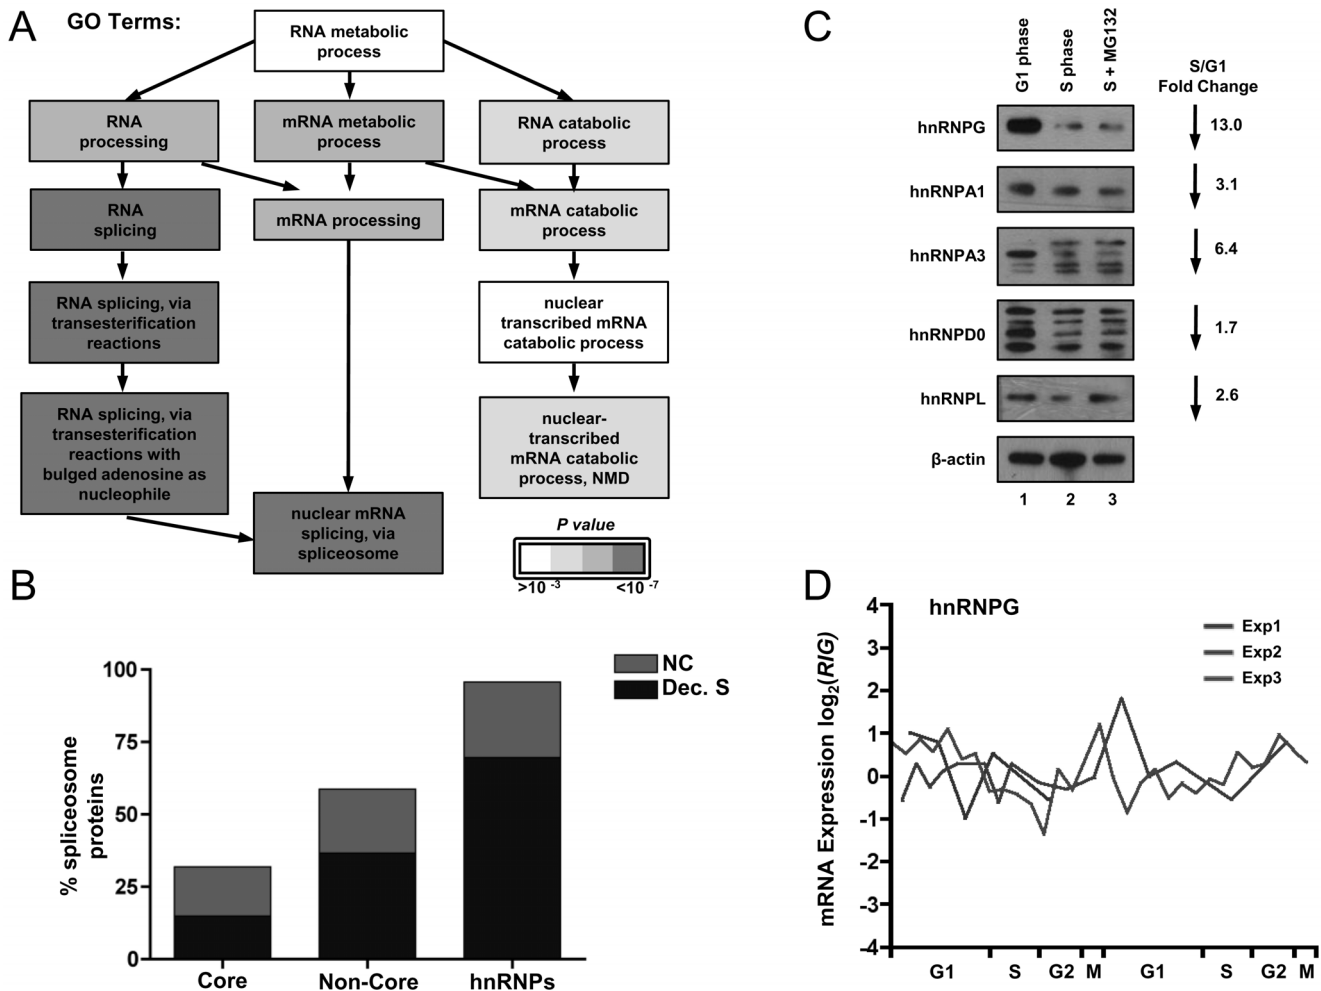 A
GO Terms:
RNA metabolic
process
RNA
processing
mRNA metabolic
process
RNA catabolic
process
RNA
splicing
mRNA processing
mRNA catabolic
process
RNA splicing, via
transesterification
reactions
nuclear
transcribed mRNA
catabolic process
RNA splicing, via
transesterification
reactions with
bulged adenosine as
nucleophile
nuclear-
transcribed
mRNA catabolic
process, NMD
nuclear mRNA
splicing, via
spliceosome
P value
>10 -3
<10 -7
B
% spliceosome
proteins
100
75
50
25
0
Core
Non-Core
hnRNPs
NC
Dec. S
C
G1 phase
S phase
S + MG132
S/G1
Fold Change
hnRNPG
13.0
hnRNPA1
3.1
hnRNPA3
6.4
hnRNPD0
1.7
hnRNPL
2.6
β-actin
1 2 3
D
hnRNPG
mRNA Expression log2(RIG)
4
3
2
1
0
-1
-2
-3
-4
Exp1
Exp2
Exp3
G1 S G2 M G1 S G2 M